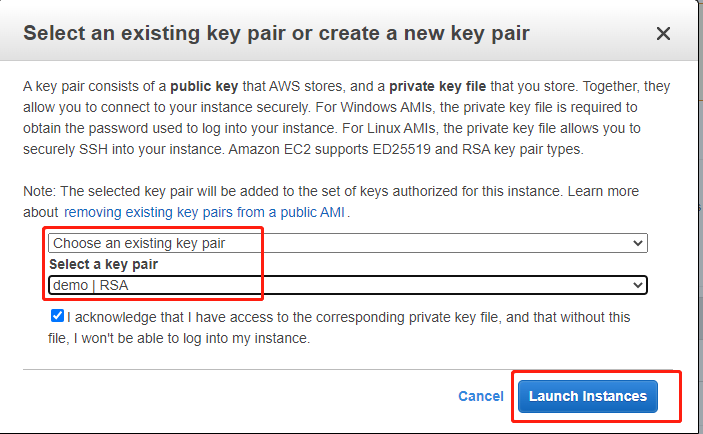 Select an existing key pair or create a new key pair
A key pair consists of a public key that AWS stores, and a private key file that you store. Together, they
allow you to connect to your instance securely. For Windows AMIs, the private key file is required to
obtain the password used to log into your instance. For Linux AMIs, the private key file allows you to
securely SSH into your instance. Amazon EC2 supports ED25519 and RSA key pair types.
Note: The selected key pair will be added to the set of keys authorized for this instance. Learn more
about removing existing key pairs from a public AMI .
Choose an existing key pair
Select a key pair
demo | RSA
I acknowledge that I have access to the corresponding private key file, and that without this
file, I won't be able to log into my instance.
Cancel Launch Instances